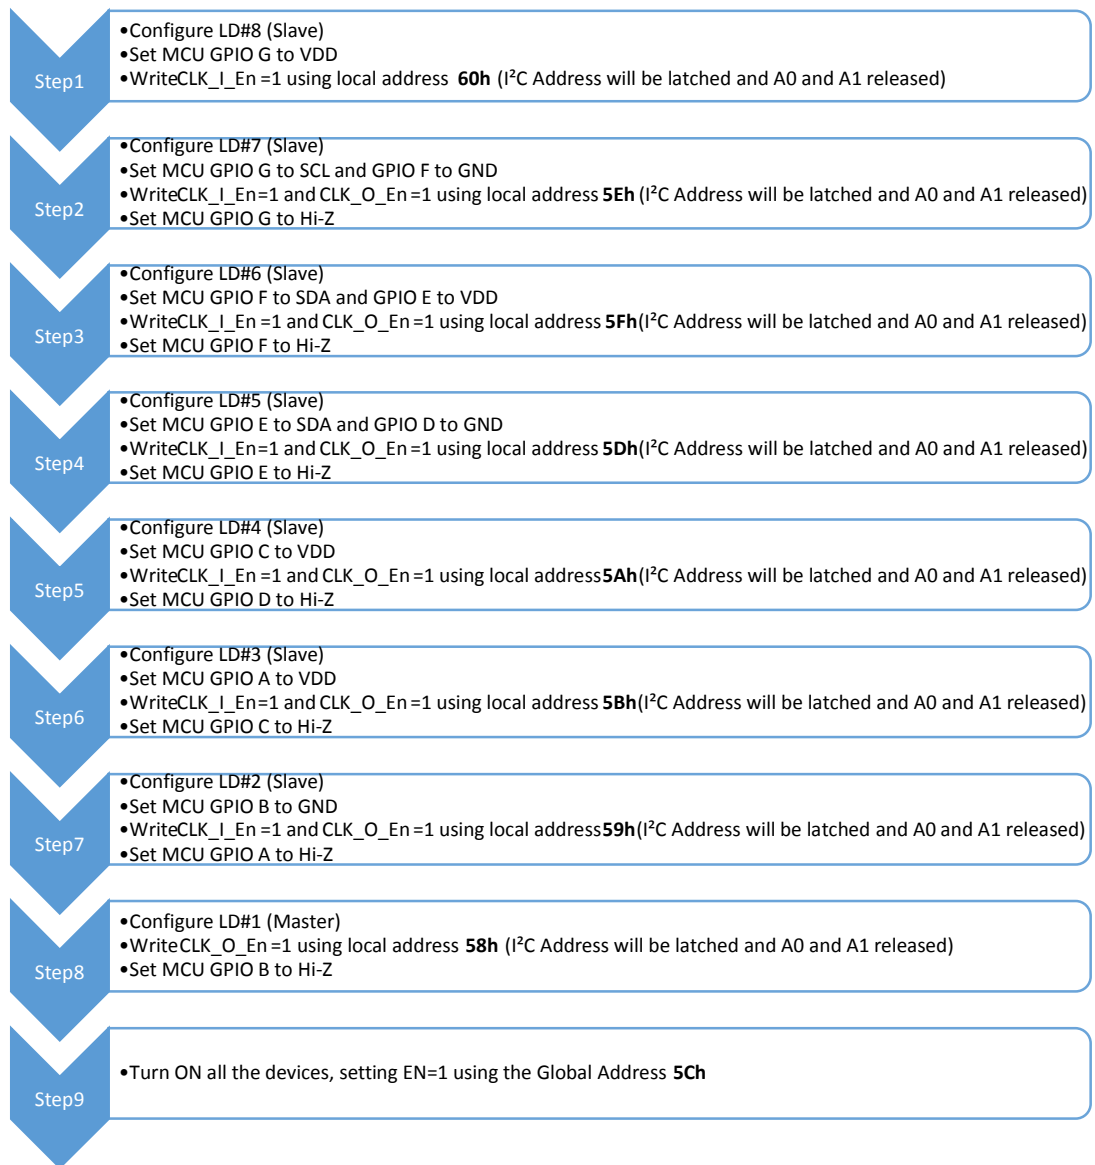 Step1
•Configure LD#8 (Slave)
•Set MCU GPIO G to VDD
•WriteCLK_I_En =1 using local address 60h (I²C Address will be latched and A0 and A1 released)
Step2
•Configure LD#7 (Slave)
•Set MCU GPIO G to SCL and GPIO F to GND
•WriteCLK_I_En=1 and CLK_O_En =1 using local address 5Eh (I²C Address will be latched and A0 and A1 released)
•Set MCU GPIO G to Hi-Z
Step3
•Configure LD#6 (Slave)
•Set MCU GPIO F to SDA and GPIO E to VDD
•WriteCLK_I_En =1 and CLK_O_En =1 using local address 5Fh(I²C Address will be latched and A0 and A1 released)
•Set MCU GPIO F to Hi-Z
Step4
•Configure LD#5 (Slave)
•Set MCU GPIO E to SDA and GPIO D to GND
•WriteCLK_I_En=1 and CLK_O_En =1 using local address 5Dh(I²C Address will be latched and A0 and A1 released)
•Set MCU GPIO E to Hi-Z
Step5
•Configure LD#4 (Slave)
•Set MCU GPIO C to VDD
•WriteCLK_I_En =1 and CLK_O_En =1 using local address5Ah(I²C Address will be latched and A0 and A1 released)
•Set MCU GPIO D to Hi-Z
Step6
•Configure LD#3 (Slave)
•Set MCU GPIO A to VDD
•WriteCLK_I_En=1 and CLK_O_En =1 using local address 5Bh(I²C Address will be latched and A0 and A1 released)
•Set MCU GPIO C to Hi-Z
Step7
•Configure LD#2 (Slave)
•Set MCU GPIO B to GND
•WriteCLK_I_En =1 and CLK_O_En =1 using local address59h(I²C Address will be latched and A0 and A1 released)
•Set MCU GPIO A to Hi-Z
Step8
•Configure LD#1 (Master)
•WriteCLK_O_En =1 using local address 58h (I²C Address will be latched and A0 and A1 released)
•Set MCU GPIO B to Hi-Z
Step9
•Turn ON all the devices, setting EN=1 using the Global Address 5Ch